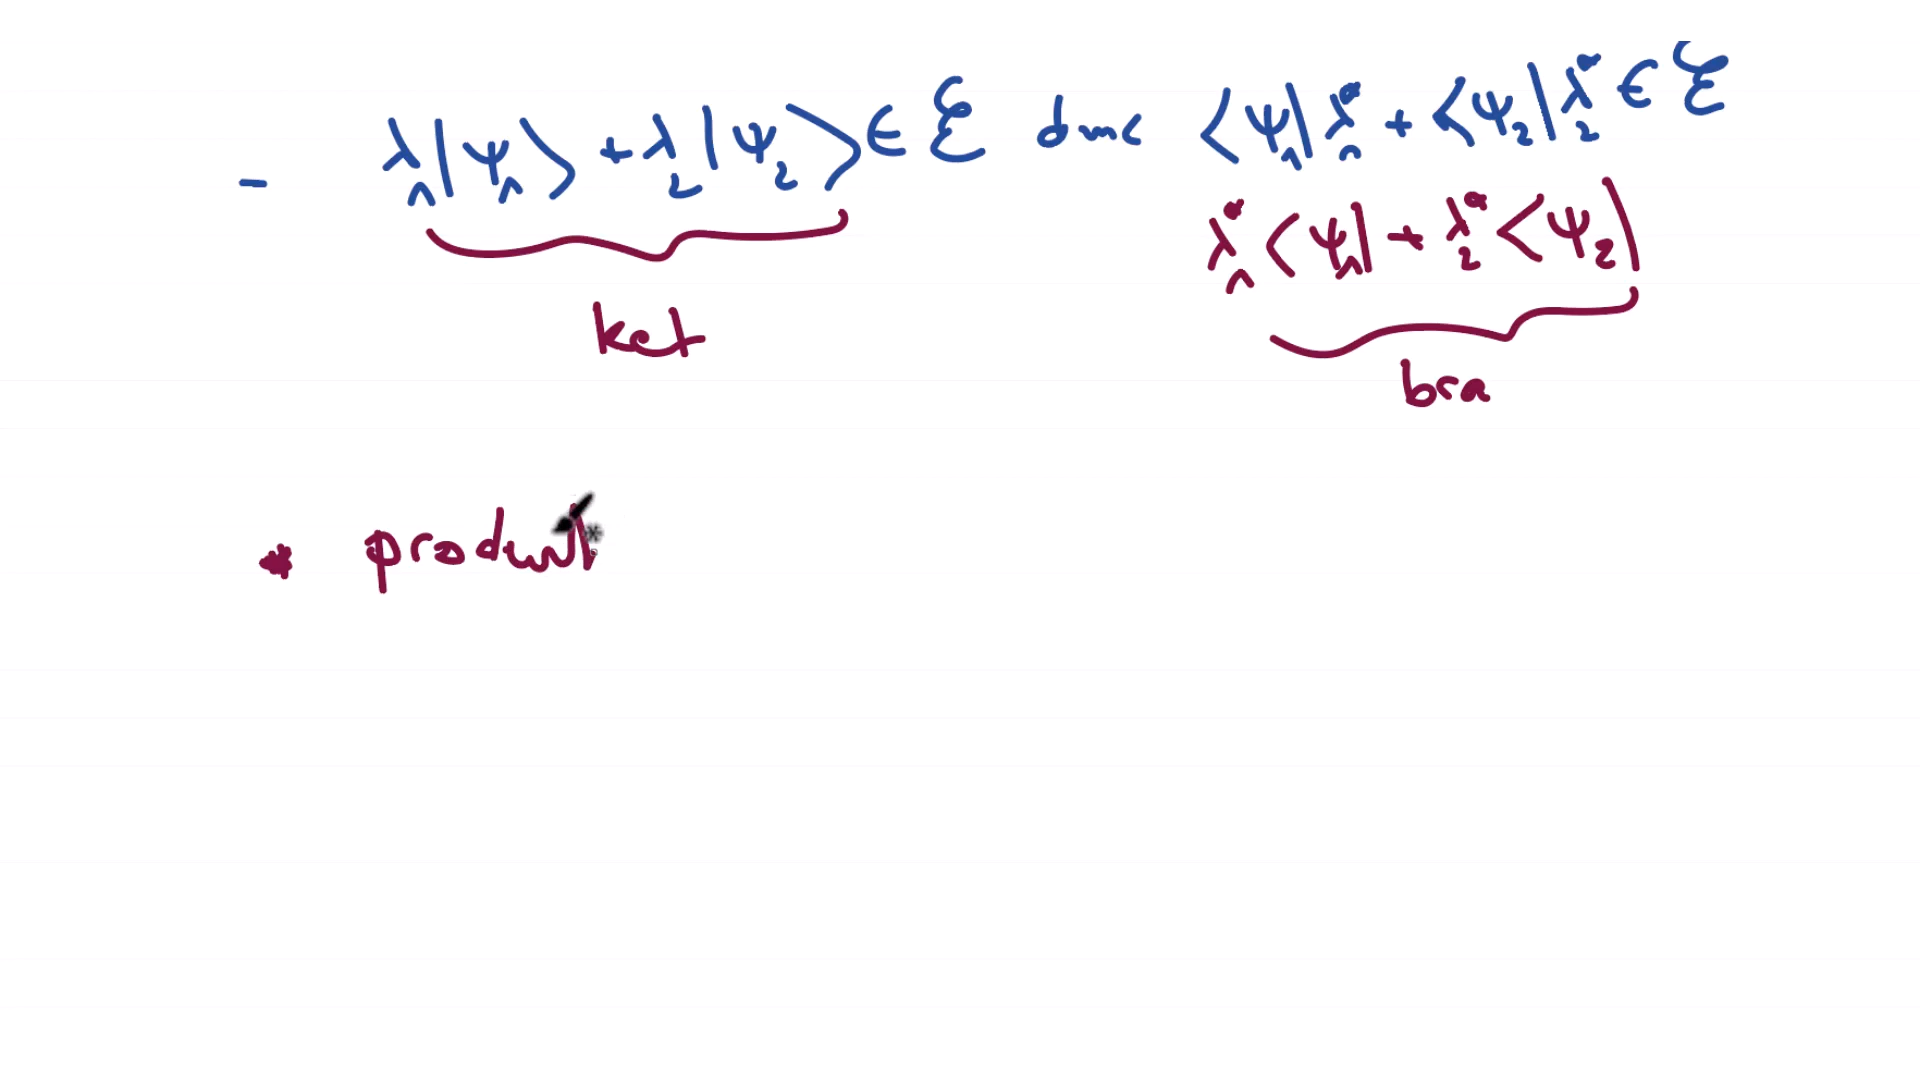 - λ₁|ψ₁⟩ + λ₂|ψ₂⟩ ∈ ℰ donc ⟨ψ₁|λ₁* + ⟨ψ₂|λ₂* ∈ ℰ
λ₁*⟨ψ₁| + λ₂*⟨ψ₂|
ket
bra
* produit